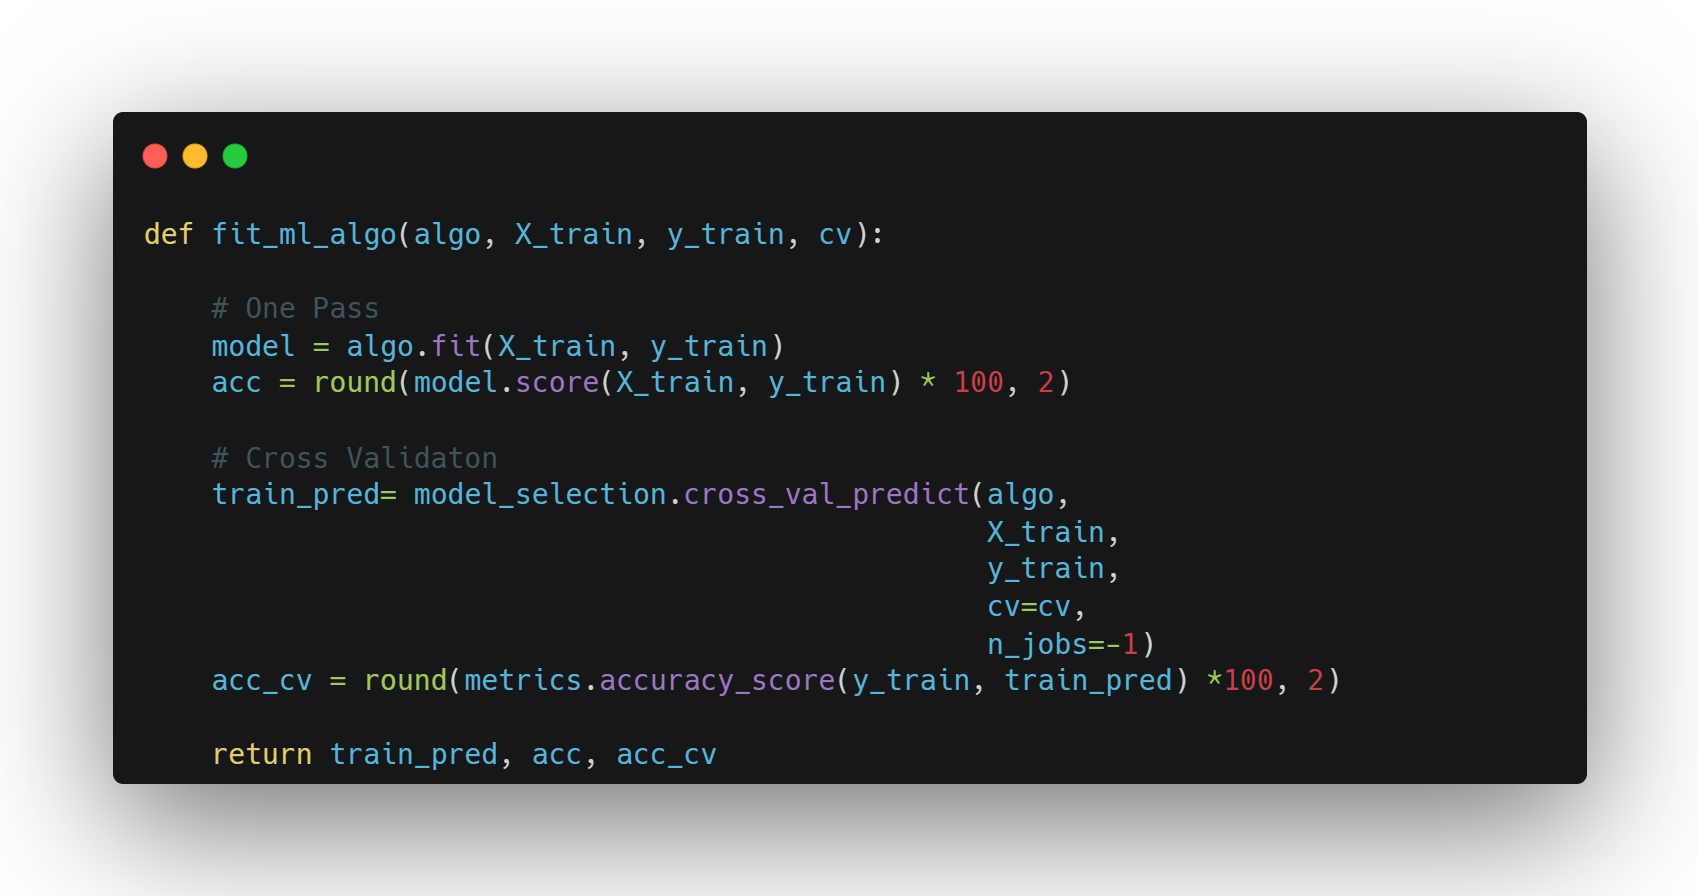 def fit_ml_algo(algo, X_train, y_train, cv):
# One Pass
model = algo.fit(X_train, y_train)
acc = round(model.score(X_train, y_train) * 100, 2)
# Cross Validaton
train_pred= model_selection.cross_val_predict(algo,
X_train,
y_train,
cv=cv,
n_jobs=-1)
acc_cv = round(metrics.accuracy_score(y_train, train_pred) *100, 2)
return train_pred, acc, acc_cv